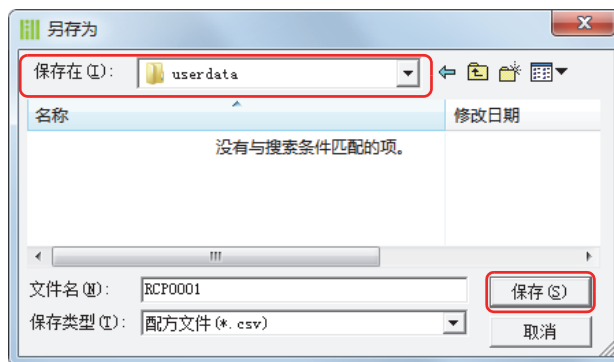 另存为
保存在(I): userdata
名称 修改日期
没有与搜索条件匹配的项。
文件名(N): RCP0001 保存(S)
保存类型(T): 配方文件(*.csv) 取消